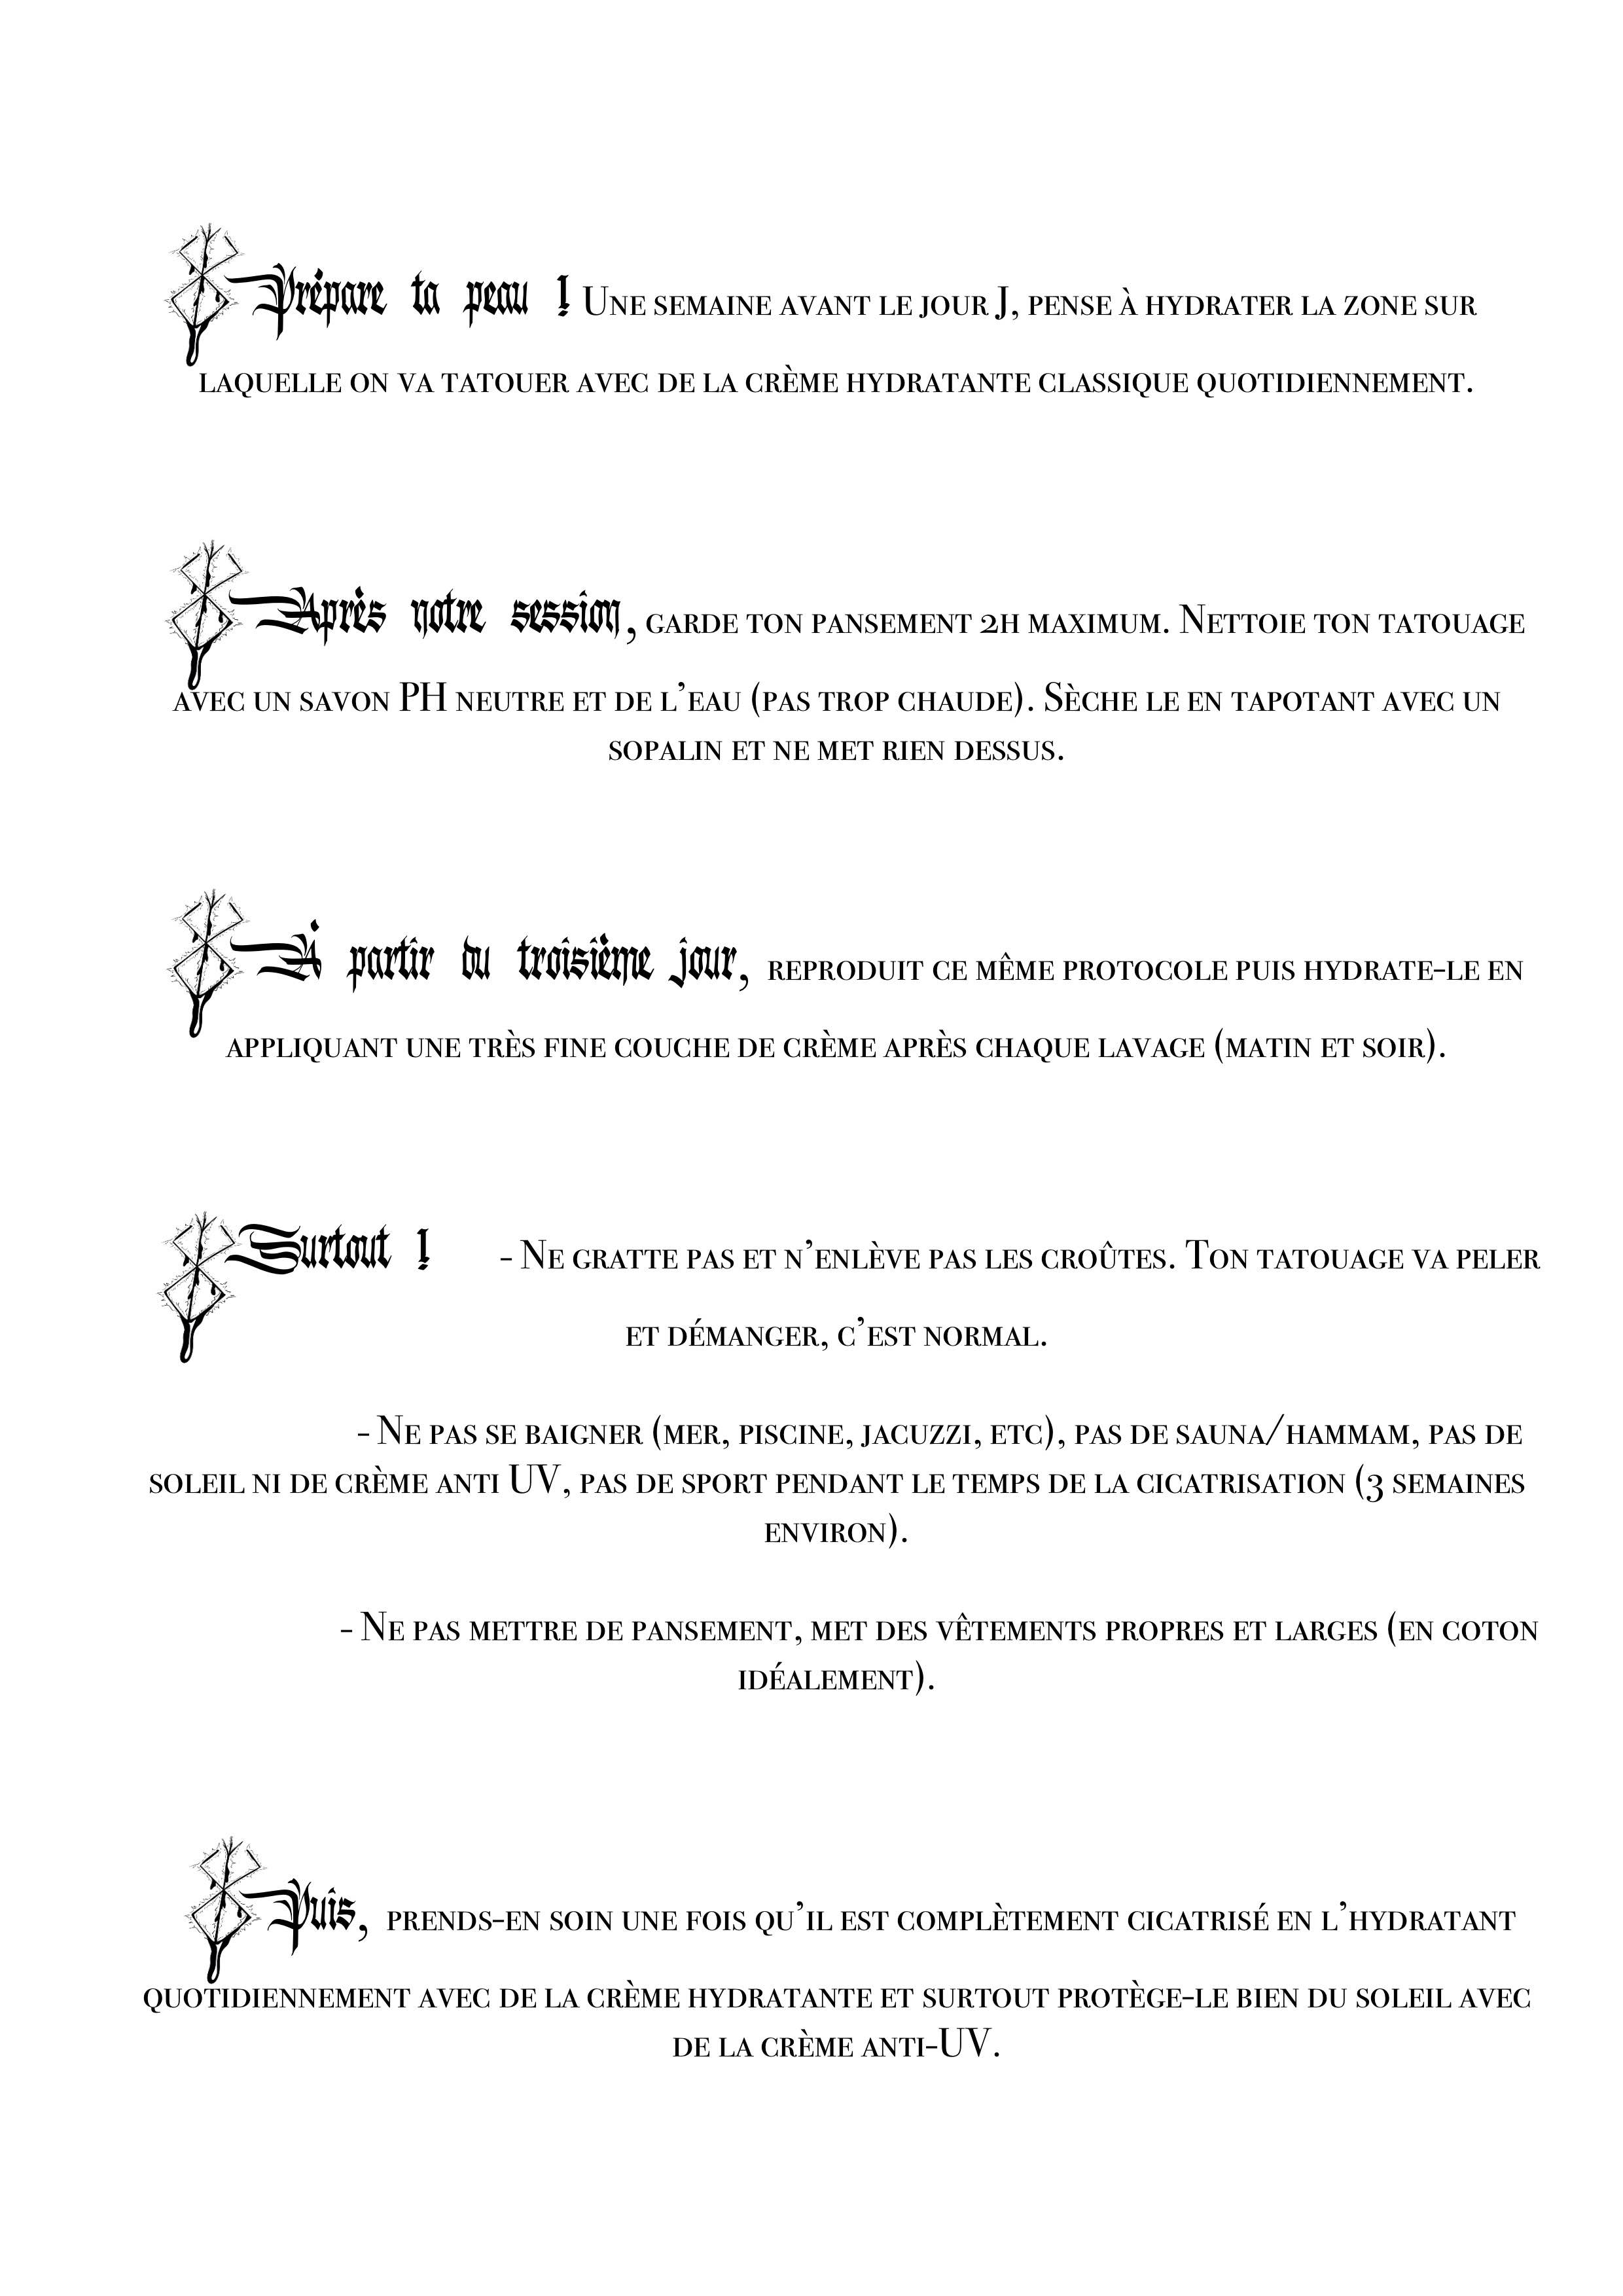 Prépare ta peau ! Une semaine avant le jour J, pense à hydrater la zone sur
laquelle on va tatouer avec de la crème hydratante classique quotidiennement.
Après notre session, garde ton pansement 2h maximum. Nettoie ton tatouage
avec un savon PH neutre et de l’eau (pas trop chaude). Sèche le en tapotant avec un
sopalin et ne met rien dessus.
À partir du troisième jour, reproduit ce même protocole puis hydrate-le en
appliquant une très fine couche de crème après chaque lavage (matin et soir).
Surtout ! - Ne gratte pas et n’enlève pas les croûtes. Ton tatouage va peler
et démanger, c’est normal.
- Ne pas se baigner (mer, piscine, jacuzzi, etc), pas de sauna/hammam, pas de
soleil ni de crème anti UV, pas de sport pendant le temps de la cicatrisation (3 semaines
environ).
- Ne pas mettre de pansement, met des vêtements propres et larges (en coton
idéalement).
Puis, prends-en soin une fois qu’il est complètement cicatrisé en l’hydratant
quotidiennement avec de la crème hydratante et surtout protège-le bien du soleil avec
de la crème anti-UV.